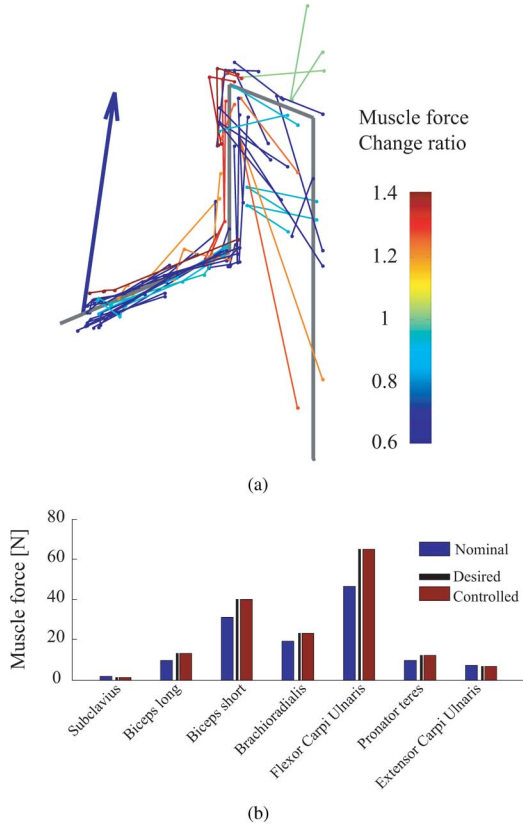 Muscle force
Change ratio
1.4
1.2
1
0.8
0.6
(a)
Muscle force [N]
80
60
40
20
0
Nominal
Desired
Controlled
Subclavius
Biceps long
Biceps short
Brachioradialis
Flexor Carpi Ulnaris
Pronator teres
Extensor Carpi Ulnaris
(b)